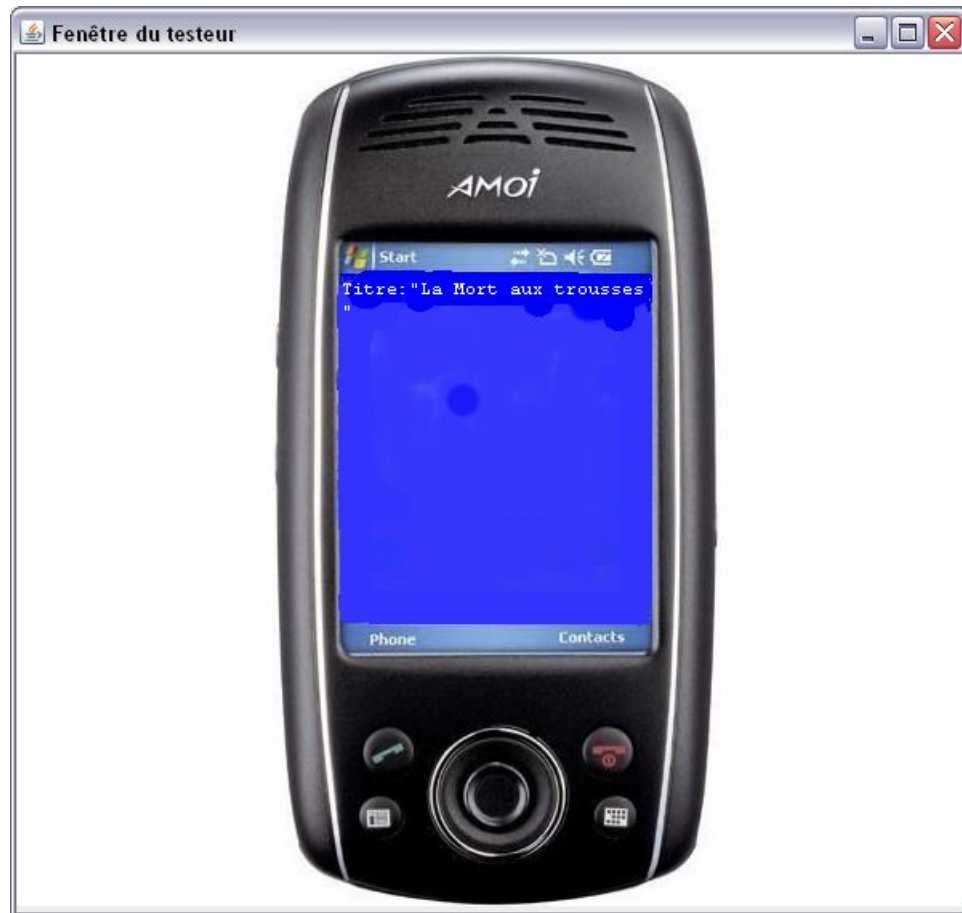 Fenêtre du testeur
AMOi
Start
Titre:"La Mort aux trousses
"
Phone
Contacts